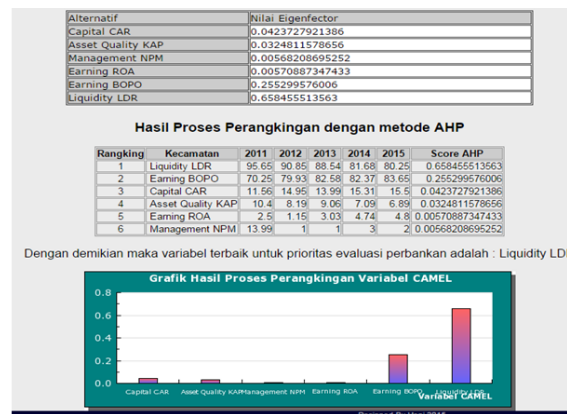 Alternatif Nilai Eigenfector
Capital CAR 0.0423727921386
Asset Quality KAP 0.0324811578656
Management NPM 0.00568208695252
Earning ROA 0.00570887347433
Earning BOPO 0.255299576006
Liquidity LDR 0.658455513563
Hasil Proses Perangkingan dengan metode AHP
Rangking Kecamatan 2011 2012 2013 2014 2015 Score AHP
1 Liquidity LDR 95.65 90.85 88.54 81.68 80.25 0.658455513563
2 Earning BOPO 70.25 79.93 82.58 82.37 83.65 0.255299576006
3 Capital CAR 11.56 14.95 13.99 15.31 15.5 0.0423727921386
4 Asset Quality KAP 10.4 8.19 9.06 7.09 6.89 0.0324811578656
5 Earning ROA 2.5 1.15 3.03 4.74 4.8 0.00570887347433
6 Management NPM 13.99 1 1 3 2 0.00568208695252
Dengan demikian maka variabel terbaik untuk prioritas evaluasi perbankan adalah : Liquidity LD
Grafik Hasil Proses Perangkingan Variabel CAMEL
0.8
0.6
0.4
0.2
0.0
Capital CAR Asset Quality KAP Management NPM Earning ROA Earning BOPO Liquidity LDR
Variabel CAMEL